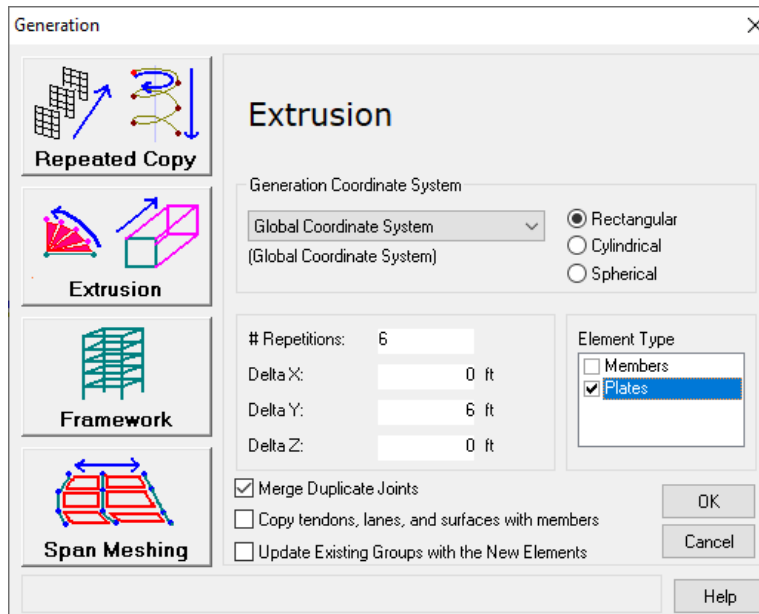 Generation
Repeated Copy
Extrusion
Framework
Span Meshing
Extrusion
Generation Coordinate System
Global Coordinate System
(Global Coordinate System)
Rectangular
Cylindrical
Spherical
# Repetitions: 6
Delta X: 0 ft
Delta Y: 6 ft
Delta Z: 0 ft
Element Type
Members
Plates
Merge Duplicate Joints
Copy tendons, lanes, and surfaces with members
Update Existing Groups with the New Elements
OK
Cancel
Help